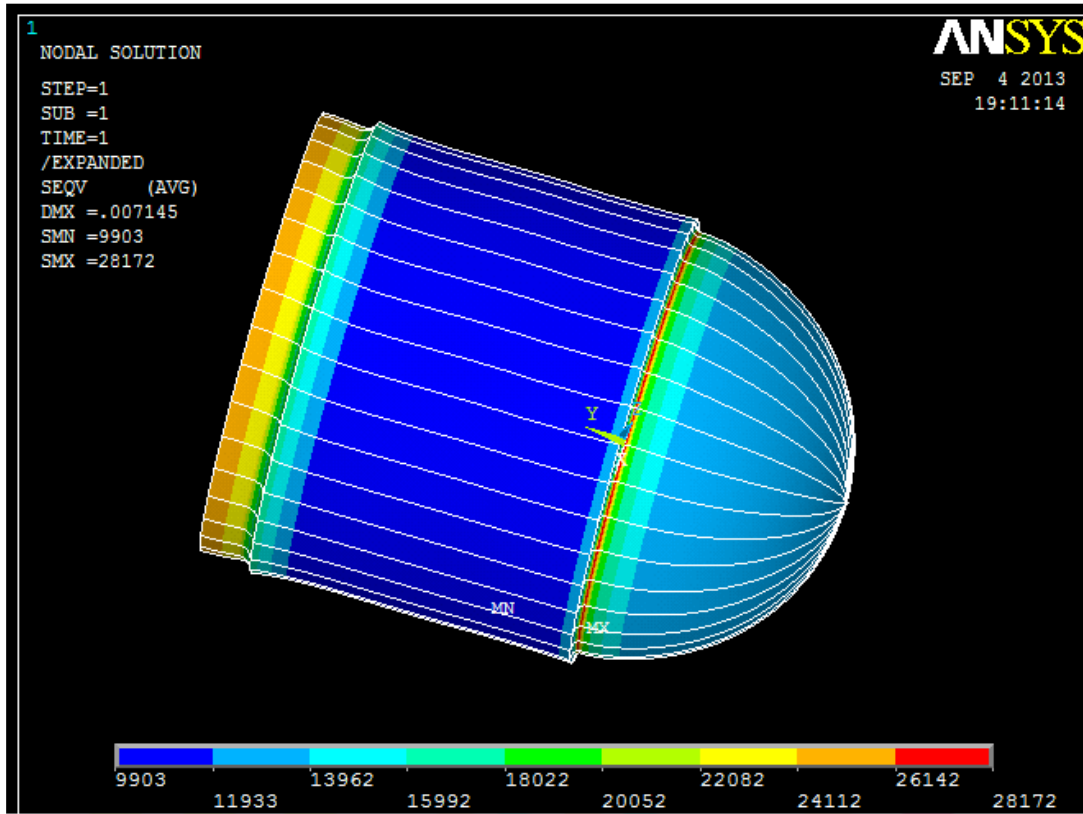 1
NODAL SOLUTION
STEP=1
SUB =1
TIME=1
/EXPANDED
SEQV (AVG)
DMX =.007145
SMN =9903
SMX =28172
ANSYS
SEP 4 2013
19:11:14
Y
X
MN
MX
9903 13962 18022 22082 26142
11933 15992 20052 24112 28172